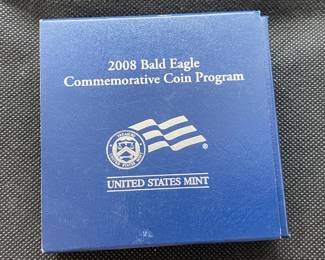 2008 Bald Eagle
Commemorative Coin Program
®
UNITED STATES MINT